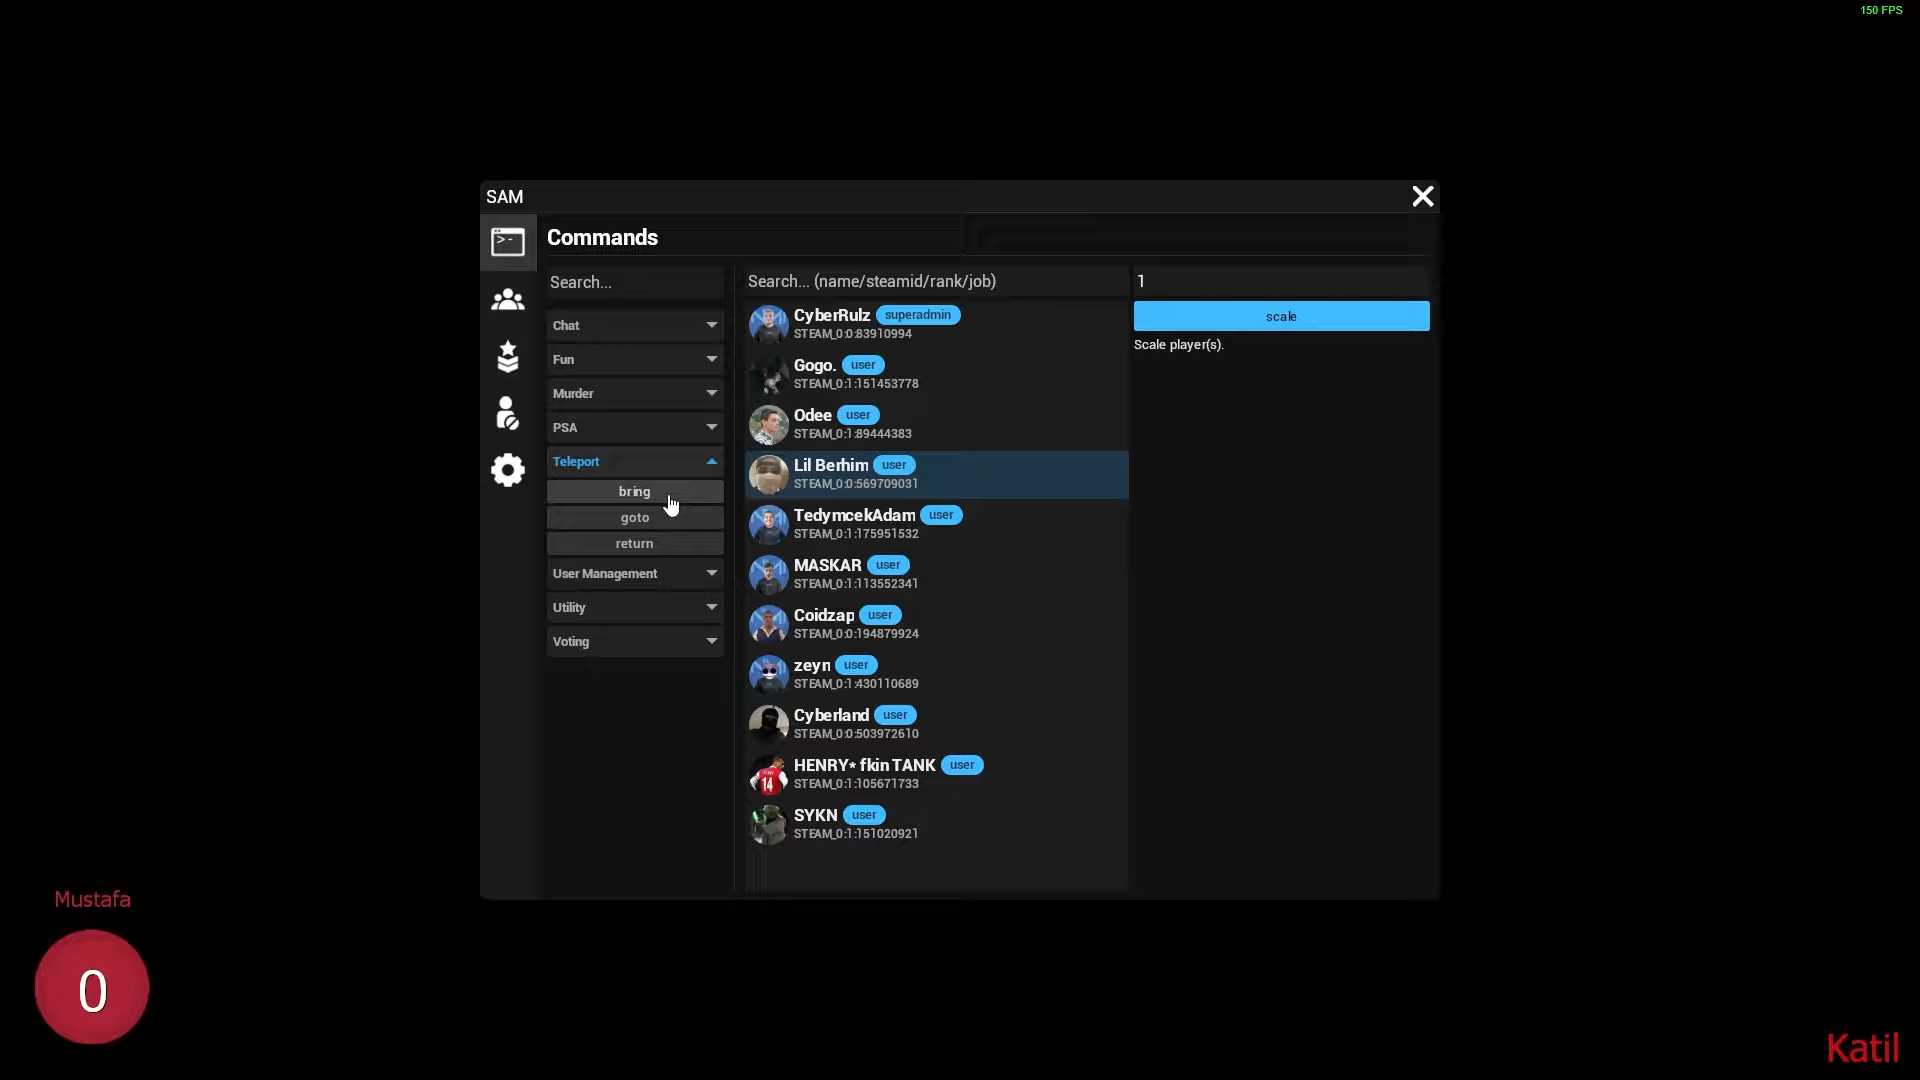 150 FPS
SAM
Commands
Search...
Chat
Fun
Murder
PSA
Teleport
bring
goto
return
User Management
Utility
Voting
Search... (name/steamid/rank/job)
CyberRulz superadmin
STEAM_0:0:83910994
Gogo. user
STEAM_0:1:151453778
Odee user
STEAM_0:1:89444383
Lil Berhim user
STEAM_0:0:569709031
TedymcekAdam user
STEAM_0:1:175951532
MASKAR user
STEAM_0:1:113552341
Coidzap user
STEAM_0:0:194879924
zeyn user
STEAM_0:1:430110689
Cyberland user
STEAM_0:0:503972610
HENRY* fkin TANK user
STEAM_0:1:105671733
14
SYKN user
STEAM_0:1:151020921
1
scale
Scale player(s).
Mustafa
0
Katil